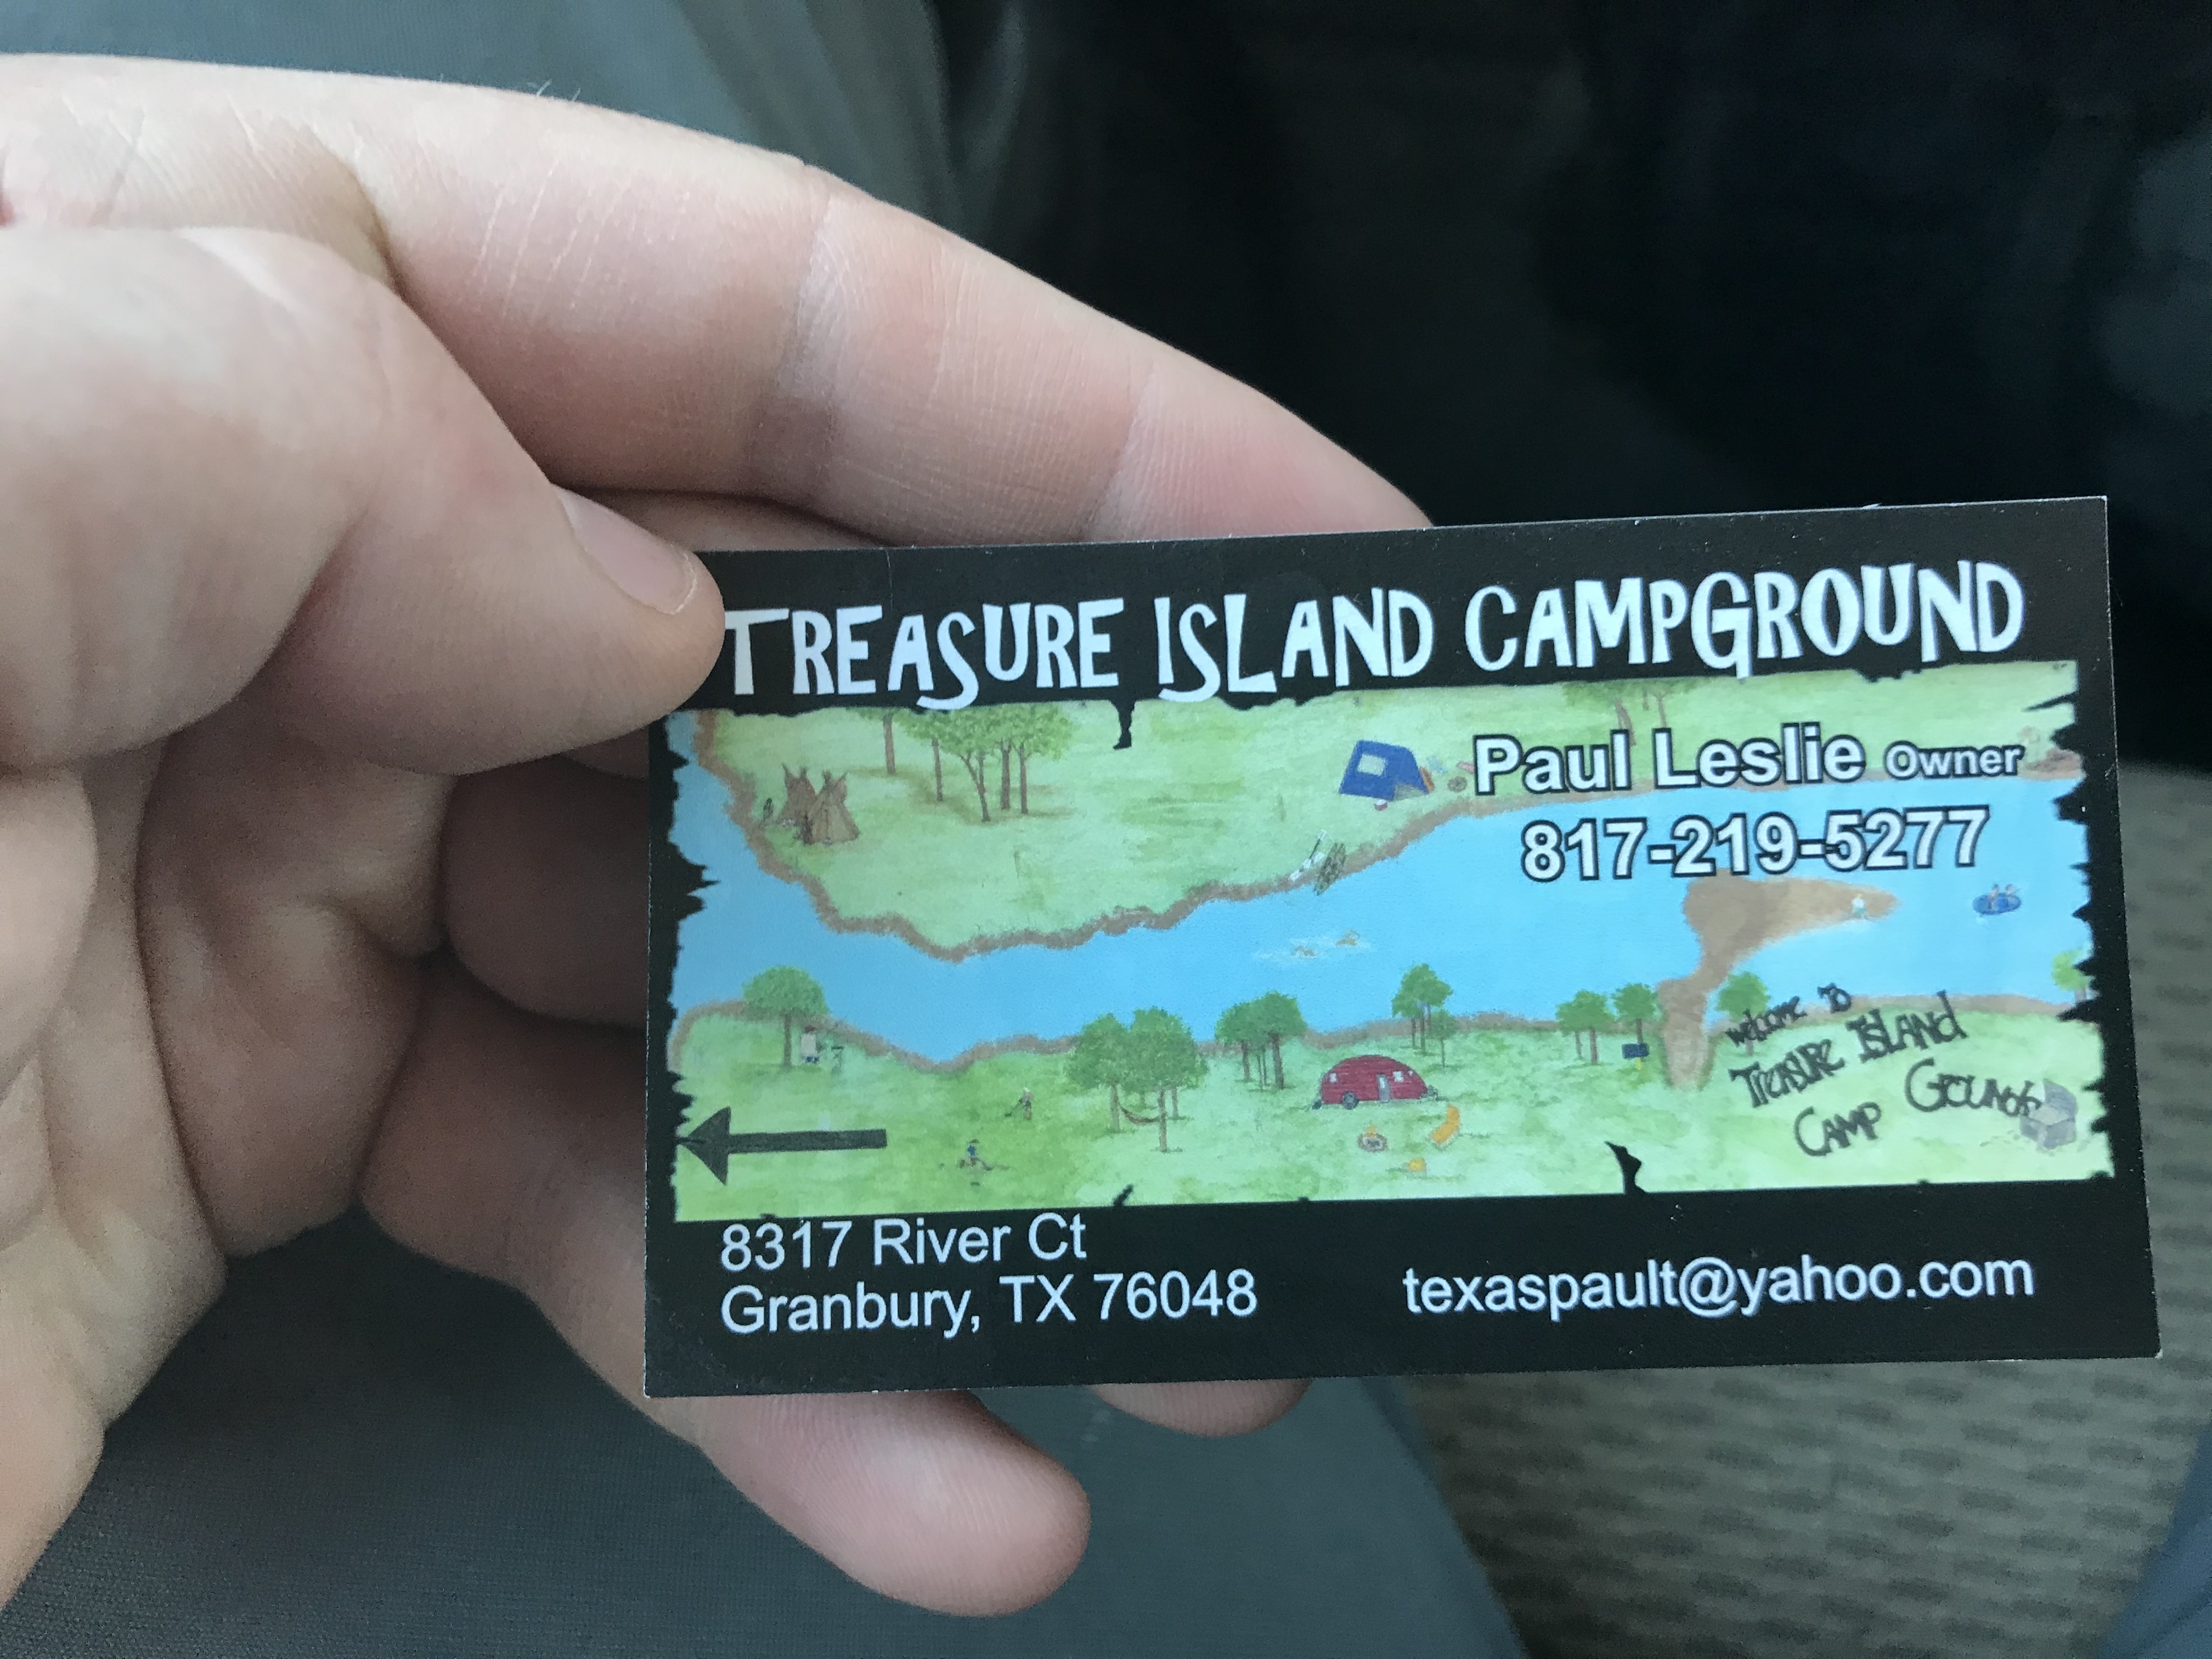 TREASURE ISLAND CAMPGROUND
Paul Leslie Owner
817-219-5277
welcome To
Treasure ISLANd
CAMP GrouNds
8317 River Ct
Granbury, TX 76048
texaspault@yahoo.com